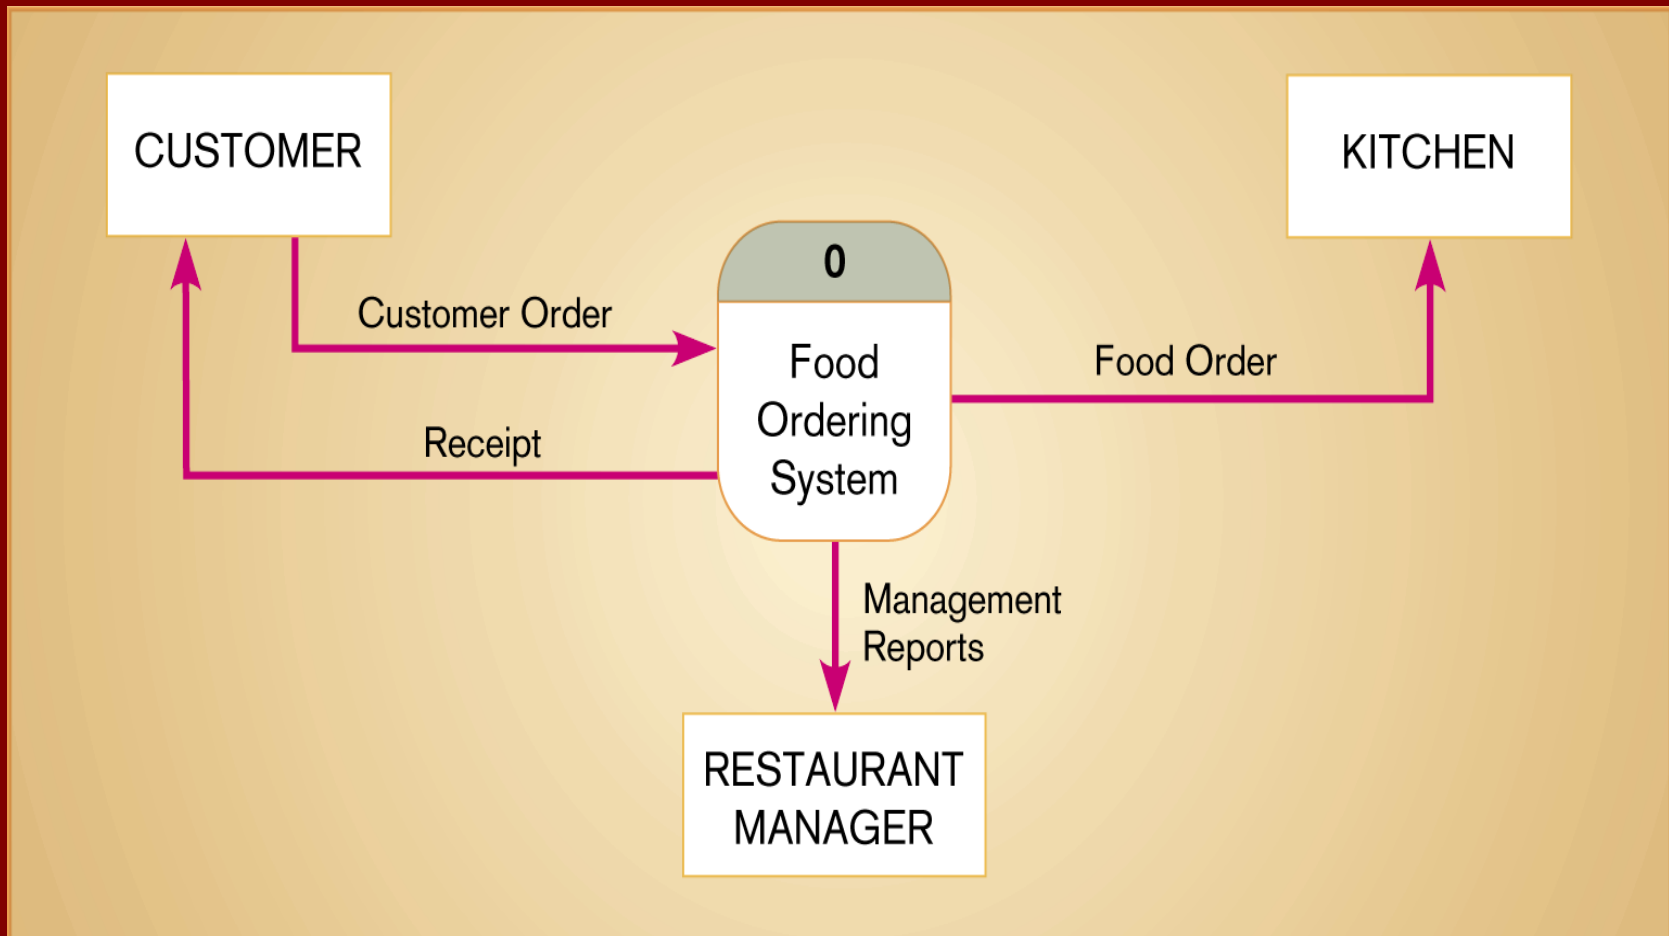 CUSTOMER
KITCHEN
0
Customer Order
Food
Ordering
System
Food Order
Receipt
Management
Reports
RESTAURANT
MANAGER